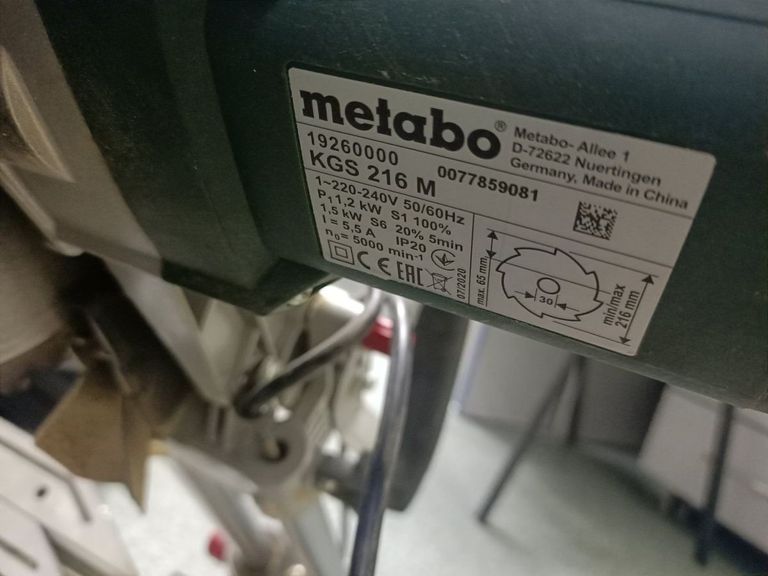 metabo®
Metabo- Allee 1
D-72622 Nuertingen
Germany, Made in China
19260000
0077859081
KGS 216 M
1~220-240V 50/60Hz
P₁1,2 kW S1 100%
1,5 kW S6 20% 5min
I = 5,5 A IP20
n₀= 5000 min⁻¹
CE EAC
07/2020
max. 65 mm
30
min/max
216 mm